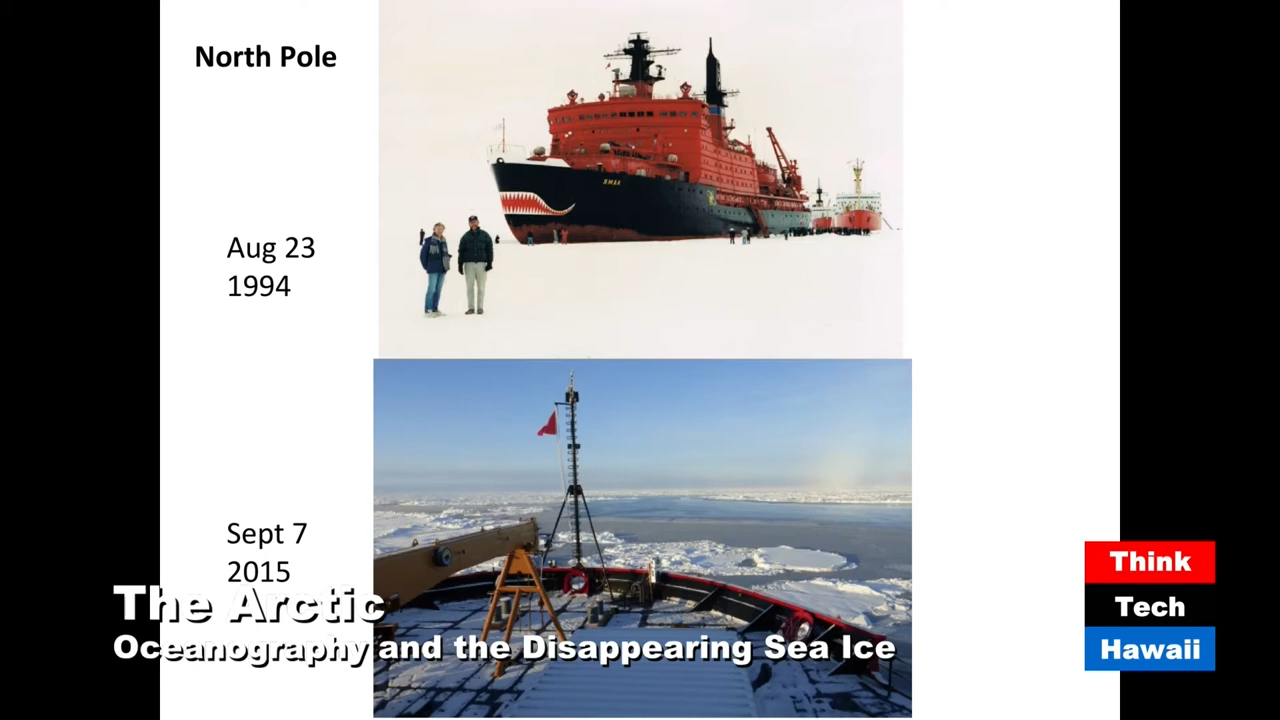 North Pole
ЯМАЛ
Aug 23
1994
Sept 7
2015
The Arctic
Oceanography and the Disappearing Sea Ice
Think
Tech
Hawaii